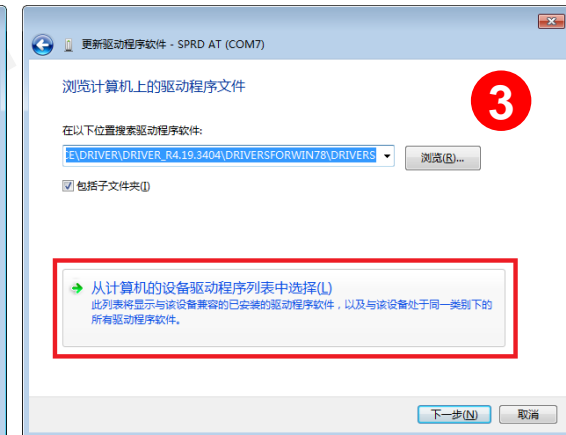 更新驱动程序软件 - SPRD AT (COM7)
浏览计算机上的驱动程序文件
3
在以下位置搜索驱动程序软件:
E\DRIVER\DRIVER_R4.19.3404\DRIVERSFORWIN78\DRIVERS
浏览(R)...
包括子文件夹(I)
从计算机的设备驱动程序列表中选择(L)
此列表将显示与该设备兼容的已安装的驱动程序软件，以及与该设备处于同一类别下的
所有驱动程序软件。
下一步(N) 取消